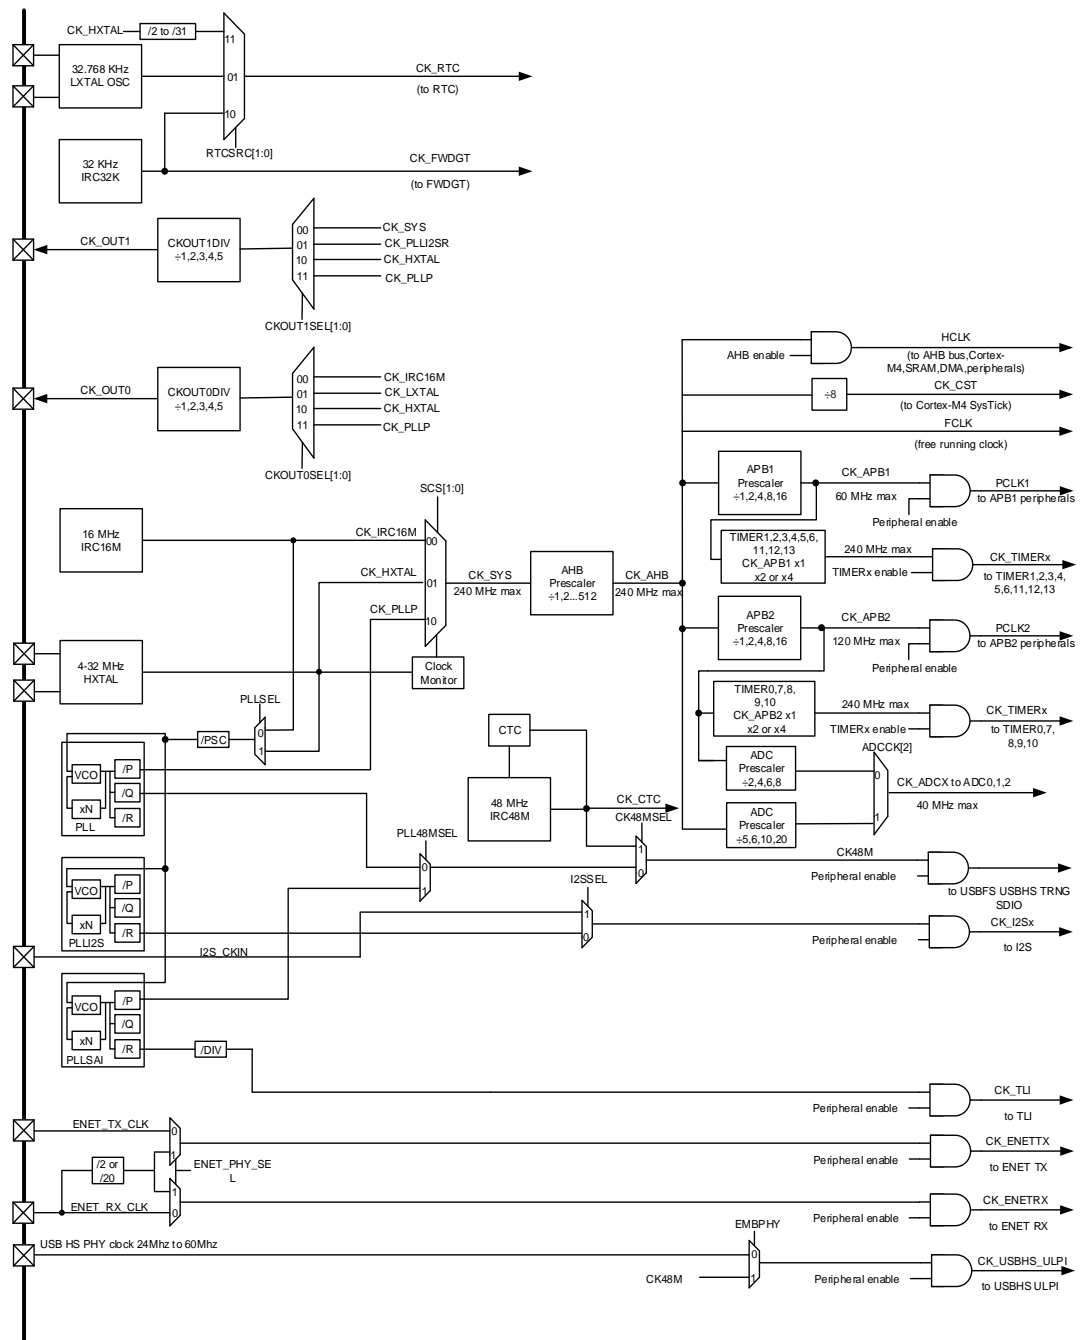 CK_HXTAL
/2 to /31
11
32.768 KHz
LXTAL OSC
01
CK_RTC
(to RTC)
10
RTCSRC[1:0]
32 KHz
IRC32K
CK_FWDGT
(to FWDGT)
CK_OUT1
CKOUT1DIV
÷1,2,3,4,5
00
01
10
11
CK_SYS
CK_PLLI2SR
CK_HXTAL
CK_PLLP
CKOUT1SEL[1:0]
CK_OUT0
CKOUT0DIV
÷1,2,3,4,5
00
01
10
11
CK_IRC16M
CK_LXTAL
CK_HXTAL
CK_PLLP
CKOUT0SEL[1:0]
AHB enable
HCLK
(to AHB bus,Cortex-
M4,SRAM,DMA,peripherals)
÷8
CK_CST
(to Cortex-M4 SysTick)
FCLK
(free running clock)
SCS[1:0]
16 MHz
IRC16M
CK_IRC16M
00
CK_HXTAL
01
CK_PLLP
10
CK_SYS
240 MHz max
AHB
Prescaler
÷1,2...512
CK_AHB
240 MHz max
APB1
Prescaler
÷1,2,4,8,16
CK_APB1
60 MHz max
Peripheral enable
PCLK1
to APB1 peripherals
TIMER1,2,3,4,5,6,
11,12,13
CK_APB1 x1
x2 or x4
240 MHz max
TIMERx enable
CK_TIMERx
to TIMER1,2,3,4,
5,6,11,12,13
APB2
Prescaler
÷1,2,4,8,16
CK_APB2
120 MHz max
Peripheral enable
PCLK2
to APB2 peripherals
4-32 MHz
HXTAL
Clock
Monitor
TIMER0,7,8,
9,10
CK_APB2 x1
x2 or x4
240 MHz max
TIMERx enable
CK_TIMERx
to TIMER0,7,
8,9,10
PLLSEL
0
1
/PSC
VCO
xN
/P
/Q
/R
PLL
CTC
48 MHz
IRC48M
CK_CTC
ADC
Prescaler
÷2,4,6,8
ADC
Prescaler
÷5,6,10,20
ADCCK[2]
0
1
CK_ADCX to ADC0,1,2
40 MHz max
PLL48MSEL
0
1
CK48MSEL
1
0
CK48M
Peripheral enable
to USBFS USBHS TRNG
SDIO
VCO
xN
/P
/Q
/R
PLLI2S
I2SSEL
1
0
I2S_CKIN
Peripheral enable
CK_I2Sx
to I2S
VCO
xN
/P
/Q
/R
PLLSAI
/DIV
Peripheral enable
CK_TLI
to TLI
ENET_TX_CLK
0
1
Peripheral enable
CK_ENETTX
to ENET TX
/2 or
/20
ENET_PHY_SE
L
ENET_RX_CLK
1
0
Peripheral enable
CK_ENETRX
to ENET RX
USB HS PHY clock 24Mhz to 60Mhz
EMBPHY
0
1
CK48M
Peripheral enable
CK_USBHS_ULPI
to USBHS ULPI